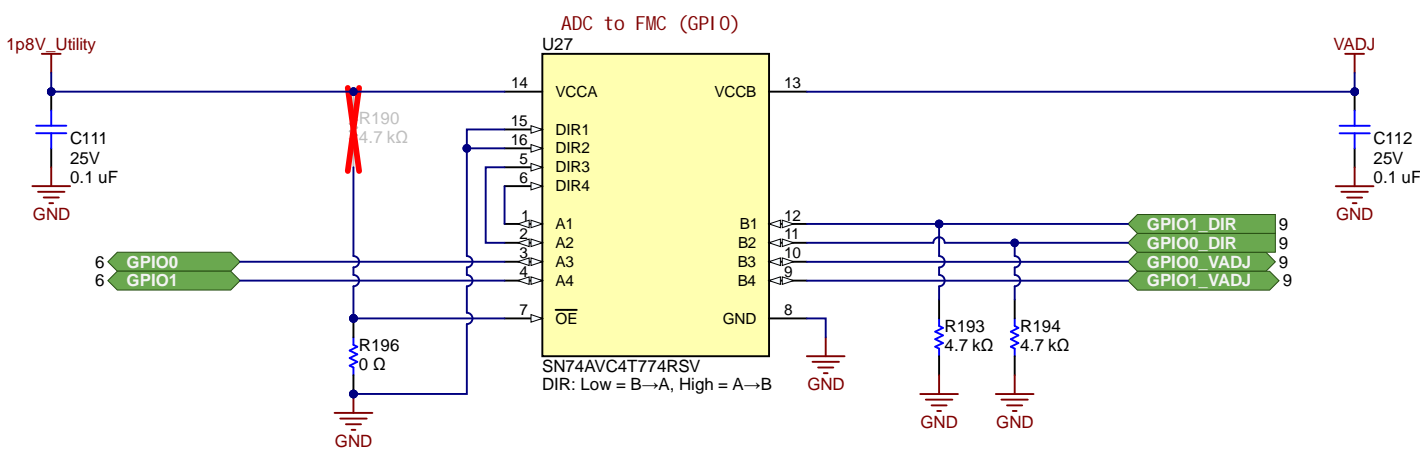 ADC to FMC (GPIO)
1p8V_Utility
U27
VADJ
14 VCCA VCCB 13
R190
4.7 kΩ
C111
25V
0.1 uF
GND
15 DIR1
16 DIR2
5 DIR3
6 DIR4
C112
25V
0.1 uF
GND
1 A1 B1 12 GPIO1_DIR 9
2 A2 B2 11 GPIO0_DIR 9
6 GPIO0 3 A3 B3 10 GPIO0_VADJ 9
6 GPIO1 4 A4 B4 9 GPIO1_VADJ 9
7 OE GND 8
R196
0 Ω
GND
R193
4.7 kΩ
GND
R194
4.7 kΩ
GND
GND
SN74AVC4T774RSV
DIR: Low = B→A, High = A→B